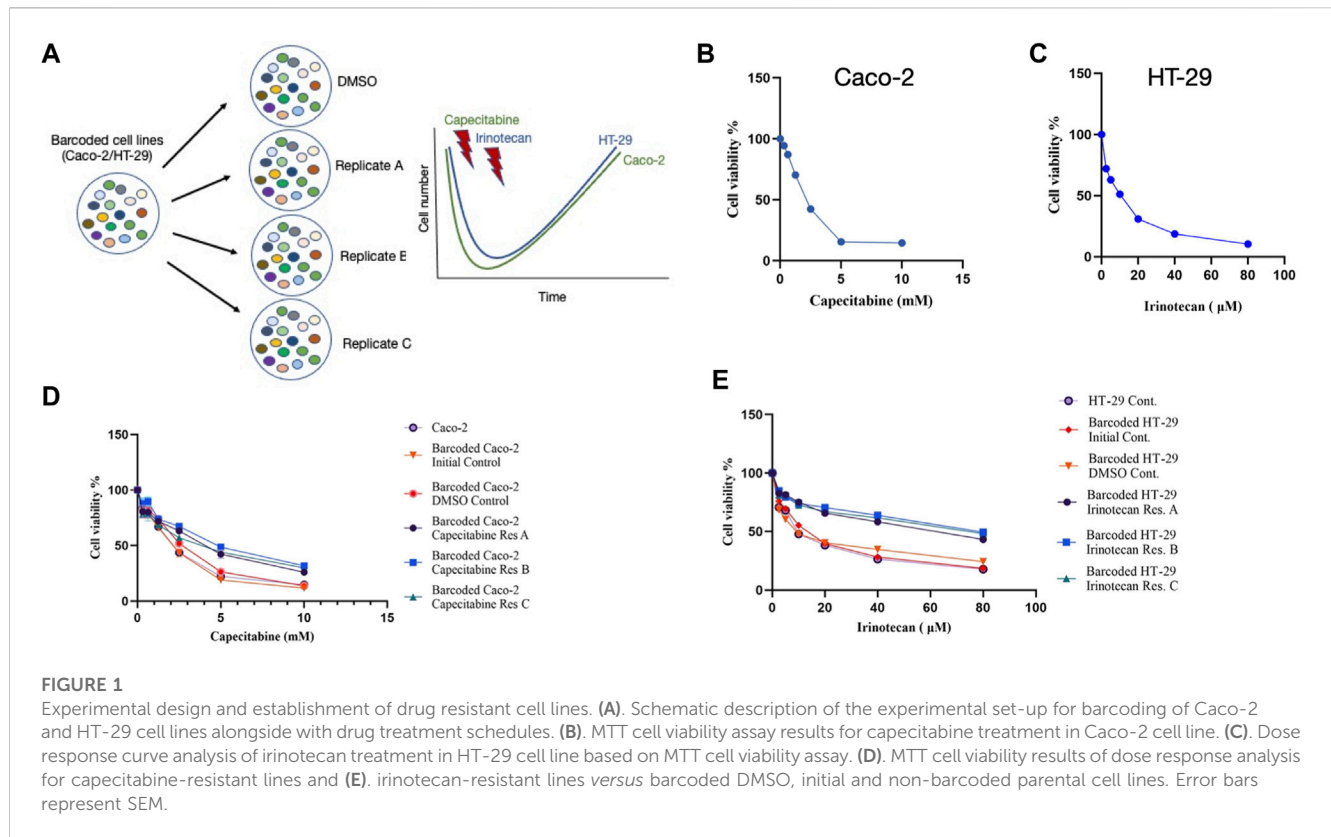 A
DMSO
Barcoded cell lines
(Caco-2/HT-29)
Replicate A
Replicate B
Replicate C
Capecitabine
Irinotecan
HT-29
Caco-2
Cell number
Time
B
Caco-2
150
100
50
0
Cell viability %
0 5 10 15
Capecitabine (mM)
C
HT-29
150
100
50
0
Cell viability %
0 20 40 60 80 100
Irinotecan ( µM)
D
150
100
50
0
Cell viability %
0 5 10 15
Capecitabine (mM)
Caco-2
Barcoded Caco-2
Initial Control
Barcoded Caco-2
DMSO Control
Barcoded Caco-2
Capecitabine Res A
Barcoded Caco-2
Capecitabine Res B
Barcoded Caco-2
Capecitabine Res C
E
150
100
50
0
Cell viability %
0 20 40 60 80 100
Irinotecan ( µM)
HT-29 Cont.
Barcoded HT-29
Initial Cont.
Barcoded HT-29
DMSO Cont.
Barcoded HT-29
Irinotecan Res. A
Barcoded HT-29
Irinotecan Res. B
Barcoded HT-29
Irinotecan Res. C
FIGURE 1
Experimental design and establishment of drug resistant cell lines. (A). Schematic description of the experimental set-up for barcoding of Caco-2
and HT-29 cell lines alongside with drug treatment schedules. (B). MTT cell viability assay results for capecitabine treatment in Caco-2 cell line. (C). Dose
response curve analysis of irinotecan treatment in HT-29 cell line based on MTT cell viability assay. (D). MTT cell viability results of dose response analysis
for capecitabine-resistant lines and (E). irinotecan-resistant lines versus barcoded DMSO, initial and non-barcoded parental cell lines. Error bars
represent SEM.